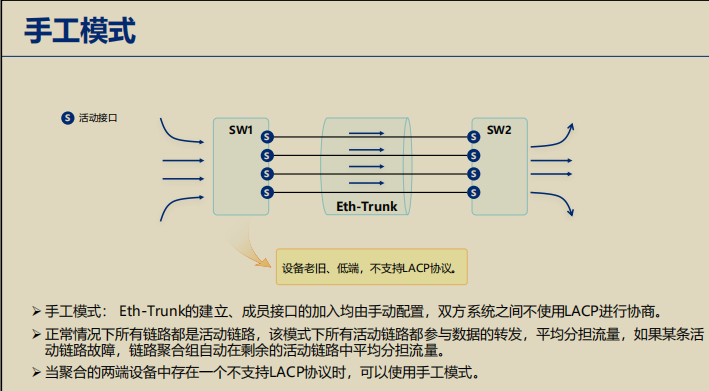 手工模式
S 活动接口
SW1
SW2
S S
S S
S S
S S
Eth-Trunk
设备老旧、低端，不支持LACP协议。
手工模式： Eth-Trunk的建立、成员接口的加入均由手动配置，双方系统之间不使用LACP进行协商。
正常情况下所有链路都是活动链路，该模式下所有活动链路都参与数据的转发，平均分担流量，如果某条活
动链路故障，链路聚合组自动在剩余的活动链路中平均分担流量。
当聚合的两端设备中存在一个不支持LACP协议时，可以使用手工模式。